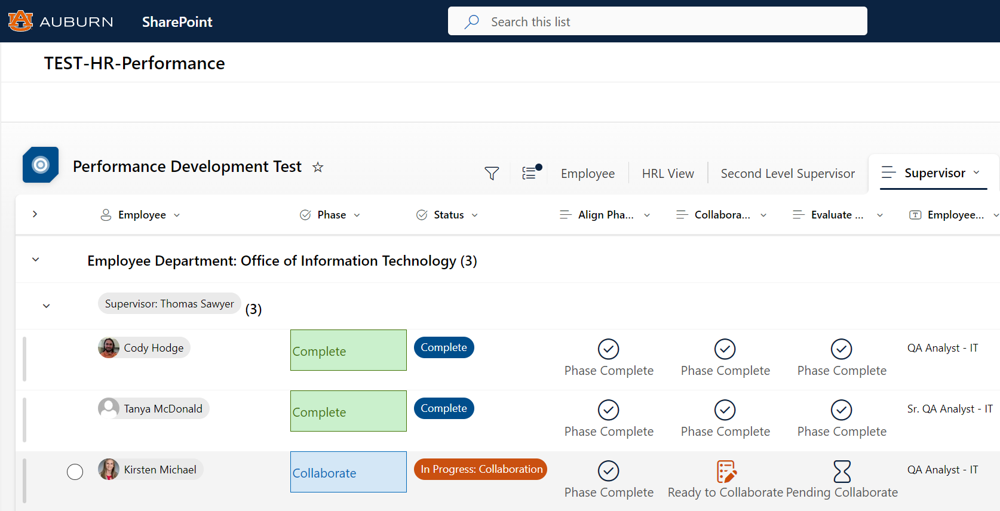 AUBURN SharePoint Search this list
TEST-HR-Performance
Performance Development Test Employee HRL View Second Level Supervisor Supervisor
Employee Phase Status Align Pha... Collabora... Evaluate ... Employee...
Employee Department: Office of Information Technology (3)
Supervisor: Thomas Sawyer (3)
Cody Hodge Complete Complete Phase Complete Phase Complete Phase Complete QA Analyst - IT
Tanya McDonald Complete Complete Phase Complete Phase Complete Phase Complete Sr. QA Analyst - IT
Kirsten Michael Collaborate In Progress: Collaboration Phase Complete Ready to Collaborate Pending Collaborate QA Analyst - IT